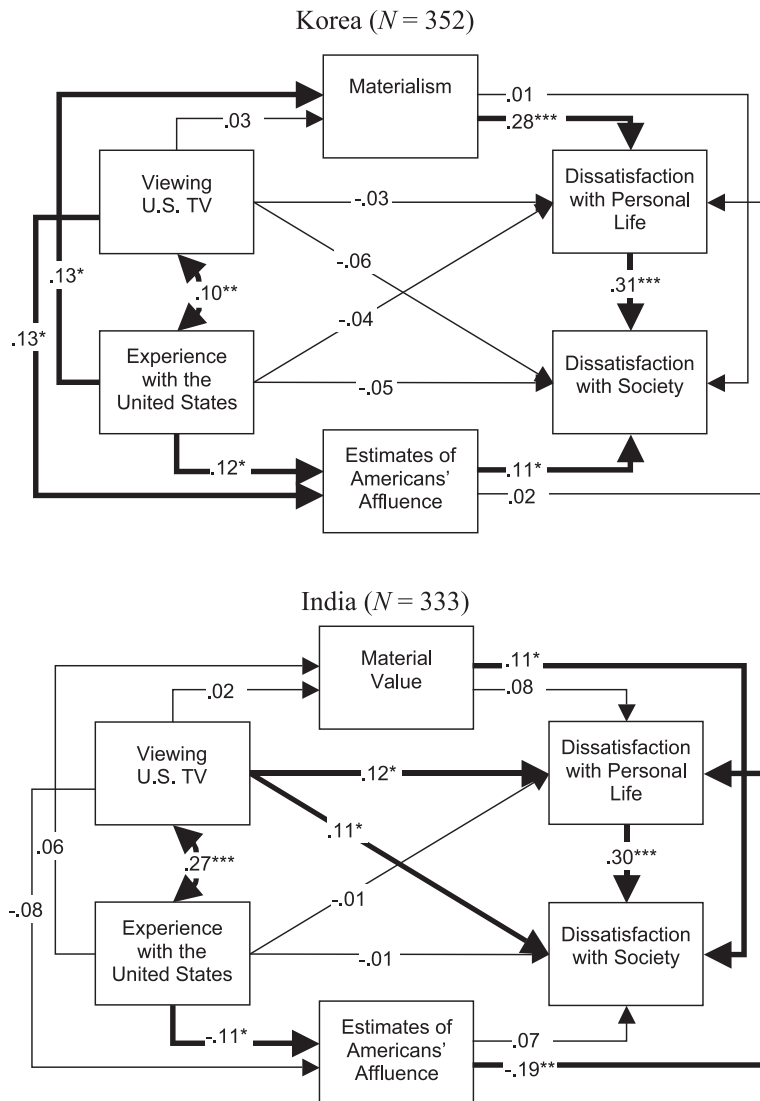 Korea (N = 352)
Materialism
.01
.28***
.03
Viewing
U.S. TV
Dissatisfaction
with Personal
Life
-.03
-.06
.13*
.10**
.31***
.13*
-.04
Experience
with the
United States
Dissatisfaction
with Society
-.05
Estimates of
Americans'
Affluence
.12*
.11*
.02
India (N = 333)
Material
Value
.11*
.08
.02
Viewing
U.S. TV
Dissatisfaction
with Personal
Life
.12*
.11*
.06
.27***
.30***
-.08
-.01
Experience
with the
United States
Dissatisfaction
with Society
-.01
Estimates of
Americans'
Affluence
-.11*
.07
-.19**